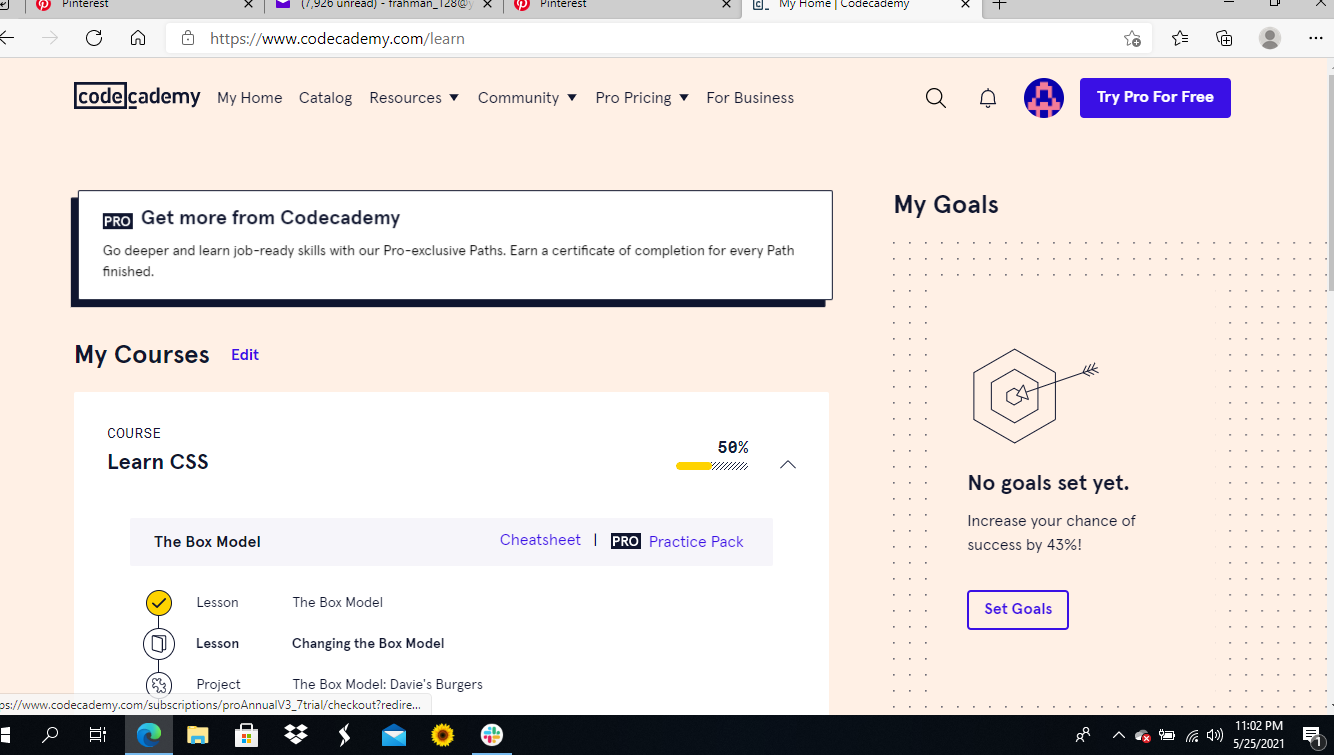 Pinterest
(7,926 unread) - frahman_128@y
Pinterest
My Home | Codecademy
https://www.codecademy.com/learn
codecademy My Home Catalog Resources Community Pro Pricing For Business Try Pro For Free
PRO Get more from Codecademy
Go deeper and learn job-ready skills with our Pro-exclusive Paths. Earn a certificate of completion for every Path
finished.
My Courses Edit
COURSE
Learn CSS
50%
The Box Model Cheatsheet | PRO Practice Pack
Lesson The Box Model
Lesson Changing the Box Model
Project The Box Model: Davie's Burgers
My Goals
No goals set yet.
Increase your chance of
success by 43%!
Set Goals
ps://www.codecademy.com/subscriptions/proAnnualV3_7trial/checkout?redire...
11:02 PM
5/25/2021
1